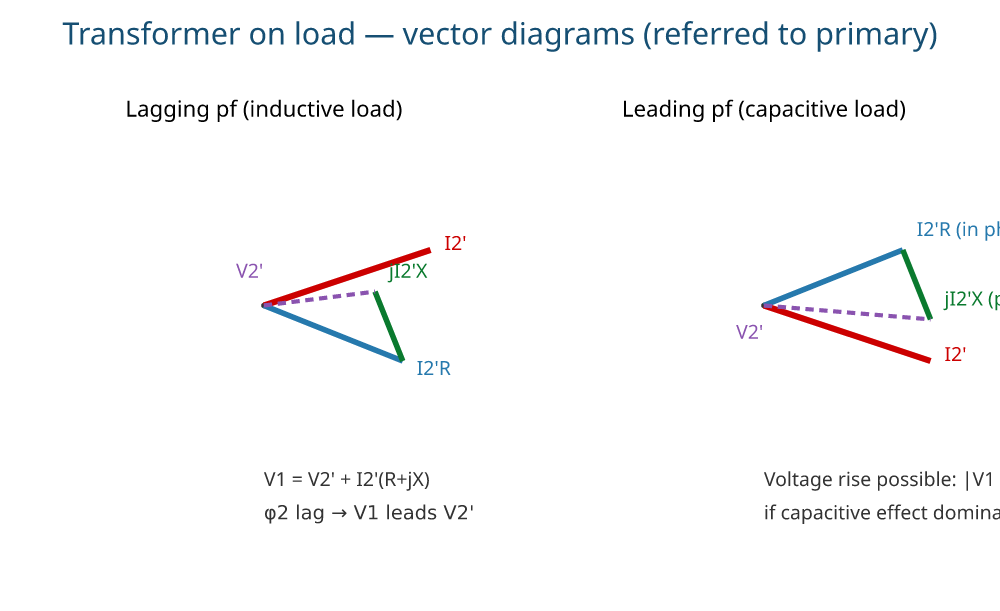 Transformer on load — vector diagrams (referred to primary)
Lagging pf (inductive load)
Leading pf (capacitive load)
I2'
V2'
jI2'X
I2'R
I2'R (in
jI2'X
V2'
I2'
V1 = V2' + I2'(R+jX)
φ2 lag → V1 leads V2'
Voltage rise possible: |V1
if capacitive effect